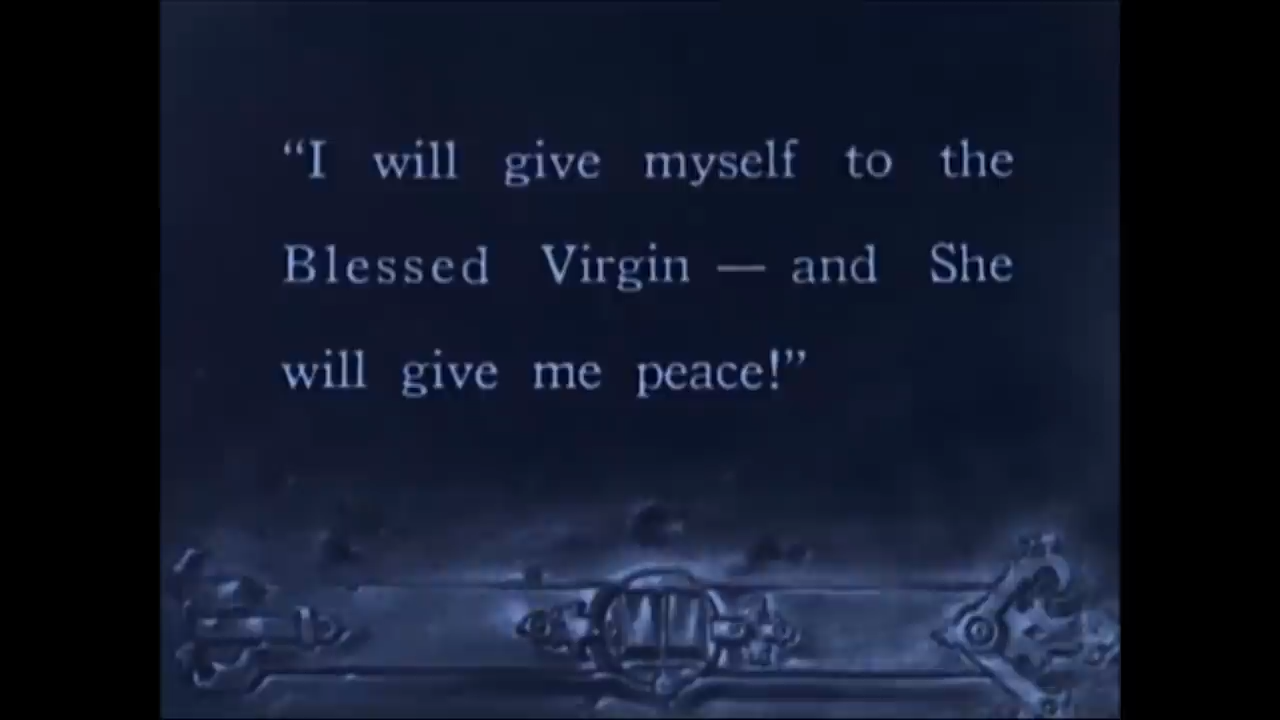 “I will give myself to the
Blessed Virgin — and She
will give me peace!”